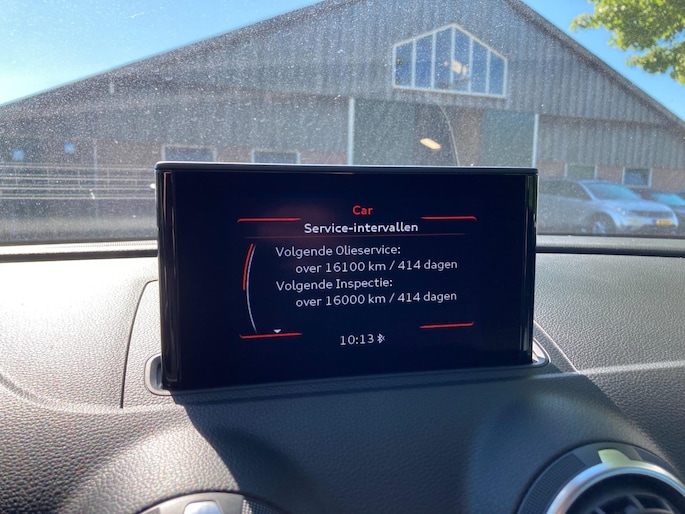 Car
Service-intervallen
Volgende Olieservice:
over 16100 km / 414 dagen
Volgende Inspectie:
over 16000 km / 414 dagen
10:13